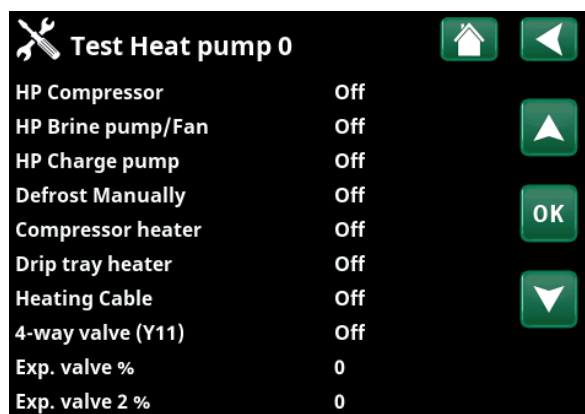 Test Heat pump 0
HP Compressor Off
HP Brine pump/Fan Off
HP Charge pump Off
Defrost Manually Off
OK
Compressor heater Off
Drip tray heater Off
Heating Cable Off
4-way valve (Y11) Off
Exp. valve % 0
Exp. valve 2 % 0